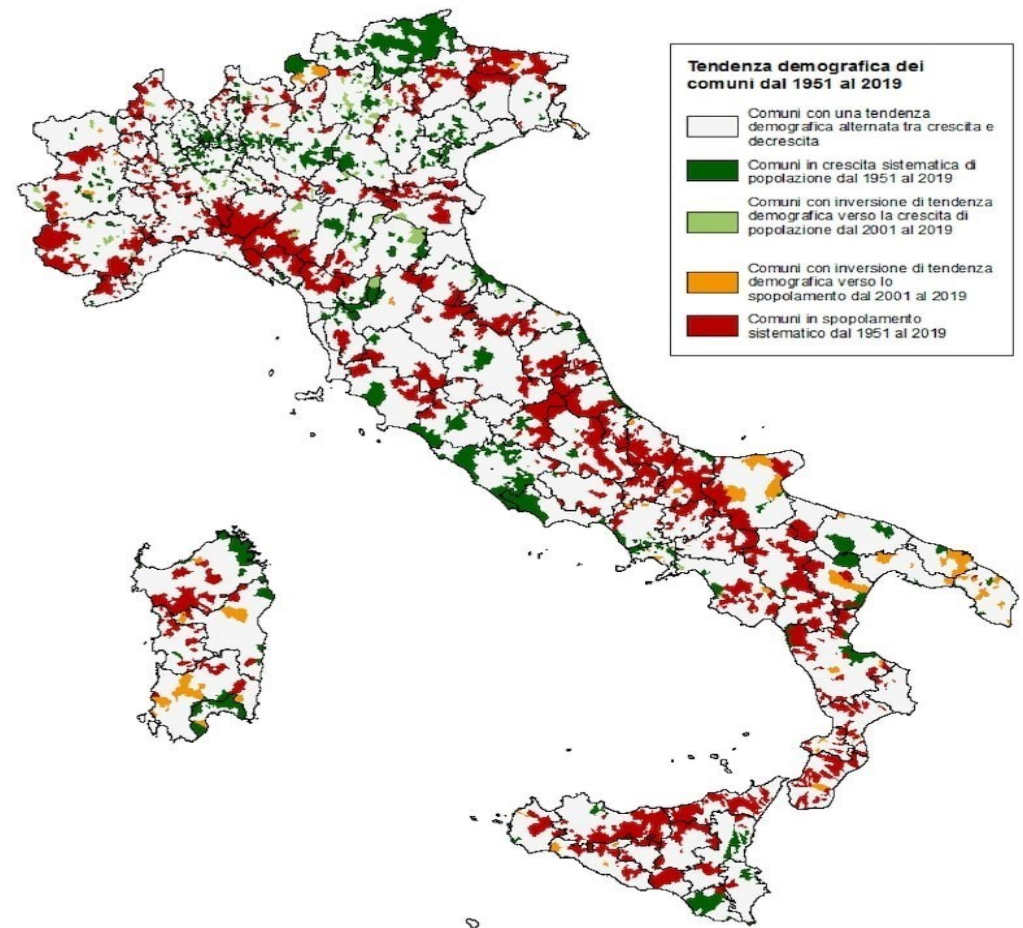 Tendenza demografica dei
comuni dal 1951 al 2019
Comuni con una tendenza
demografica alternata tra crescita e
decrescita
Comuni in crescita sistematica di
popolazione dal 1951 al 2019
Comuni con inversione di tendenza
demografica verso la crescita di
popolazione dal 2001 al 2019
Comuni con inversione di tendenza
demografica verso lo
spopolamento dal 2001 al 2019
Comuni in spopolamento
sistematico dal 1951 al 2019